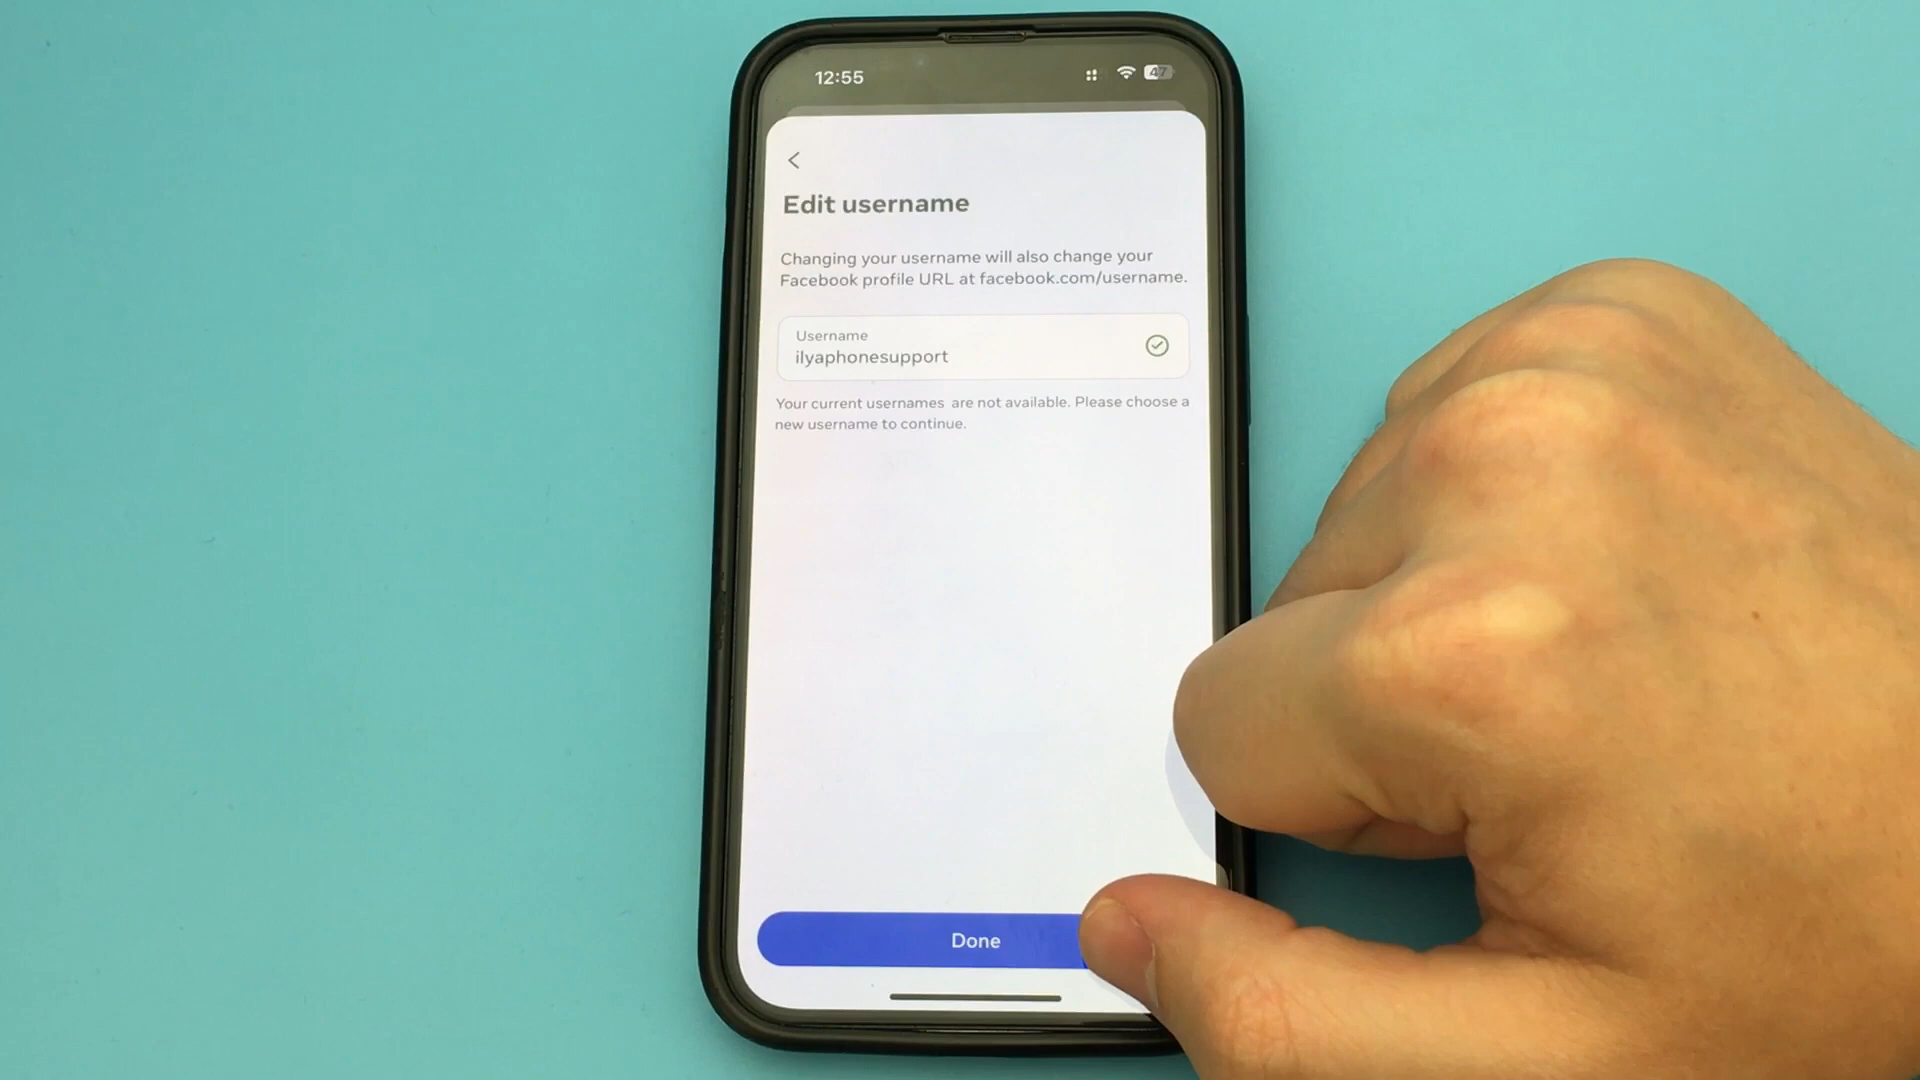 12:55
47
Edit username
Changing your username will also change your
Facebook profile URL at facebook.com/username.
Username
ilyaphonesupport
Your current usernames are not available. Please choose a
new username to continue.
Done